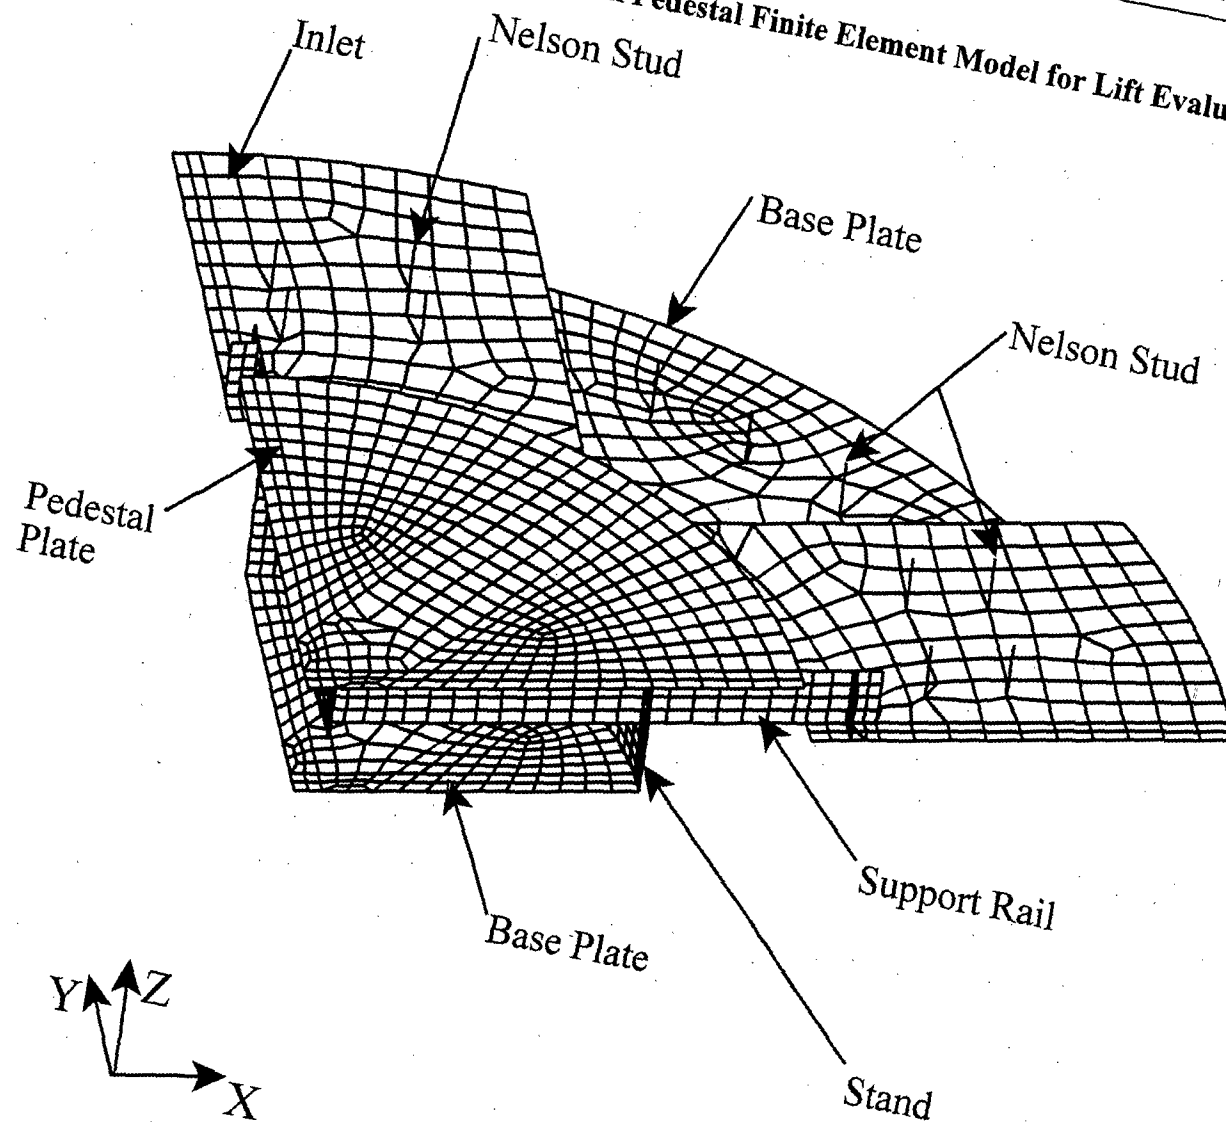 Pedestal Finite Element Model for Lift
Inlet
Nelson Stud
Base Plate
Nelson Stud
Pedestal
Plate
Support Rail
Base Plate
Y
Z
X
Stand